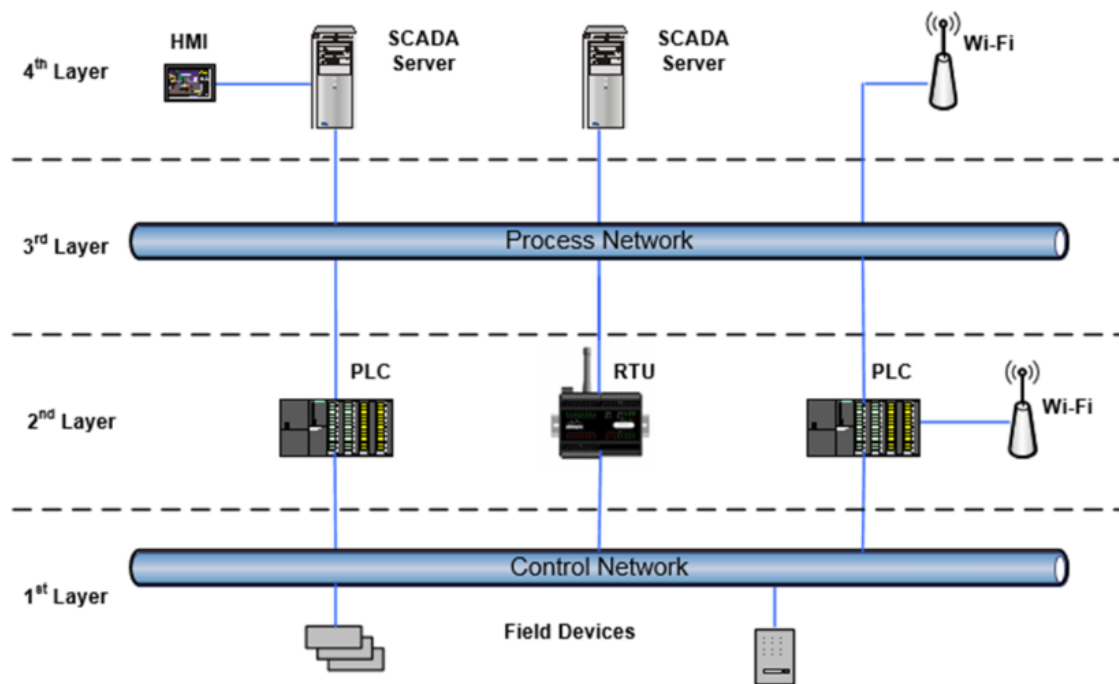 HMI
SCADA
Server
SCADA
Server
Wi-Fi
4th Layer
3rd Layer
Process Network
PLC
RTU
PLC
2nd Layer
Wi-Fi
Control Network
1st Layer
Field Devices